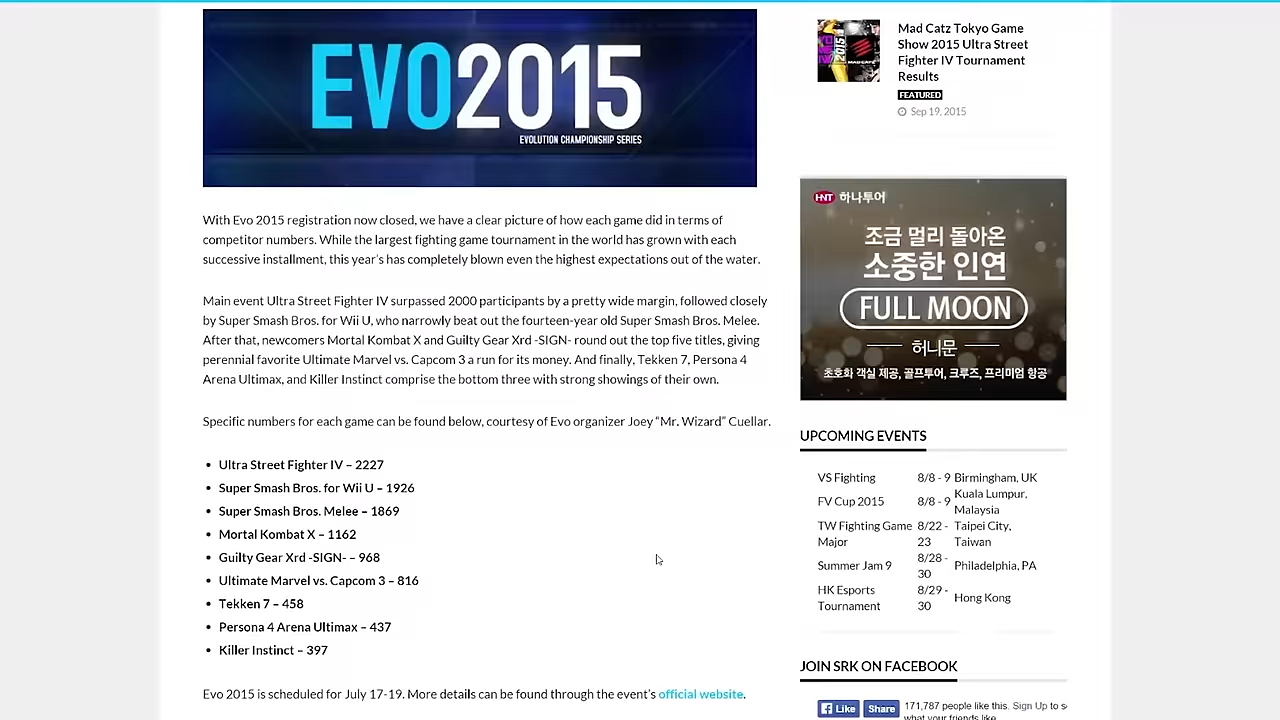 EVO2015
EVOLUTION CHAMPIONSHIP SERIES
With Evo 2015 registration now closed, we have a clear picture of how each game did in terms of
competitor numbers. While the largest fighting game tournament in the world has grown with each
successive installment, this year's has completely blown even the highest expectations out of the water.
Main event Ultra Street Fighter IV surpassed 2000 participants by a pretty wide margin, followed closely
by Super Smash Bros. for Wii U, who narrowly beat out the fourteen-year old Super Smash Bros. Melee.
After that, newcomers Mortal Kombat X and Guilty Gear Xrd -SIGN- round out the top five titles, giving
perennial favorite Ultimate Marvel vs. Capcom 3 a run for its money. And finally, Tekken 7, Persona 4
Arena Ultimax, and Killer Instinct comprise the bottom three with strong showings of their own.
Specific numbers for each game can be found below, courtesy of Evo organizer Joey “Mr. Wizard” Cuellar.
• Ultra Street Fighter IV – 2227
• Super Smash Bros. for Wii U – 1926
• Super Smash Bros. Melee – 1869
• Mortal Kombat X – 1162
• Guilty Gear Xrd -SIGN- – 968
• Ultimate Marvel vs. Capcom 3 – 816
• Tekken 7 – 458
• Persona 4 Arena Ultimax – 437
• Killer Instinct – 397
Evo 2015 is scheduled for July 17-19. More details can be found through the event's official website.
Mad Catz Tokyo Game
Show 2015 Ultra Street
Fighter IV Tournament
Results
FEATURED
Sep 19, 2015
HNT 하나투어
조금 멀리 돌아온
소중한 인연
FULL MOON
허니문
초호화 객실 제공, 골프투어, 크루즈, 프리미엄 항공
UPCOMING EVENTS
VS Fighting 8/8 - 9 Birmingham, UK
FV Cup 2015 8/8 - 9 Kuala Lumpur,
Malaysia
TW Fighting Game 8/22 - Taipei City,
Major 23 Taiwan
Summer Jam 9 8/28 - 30 Philadelphia, PA
HK Esports 8/29 - Hong Kong
Tournament 30
JOIN SRK ON FACEBOOK
Like Share 171,787 people like this. Sign Up to s
what your friends like.